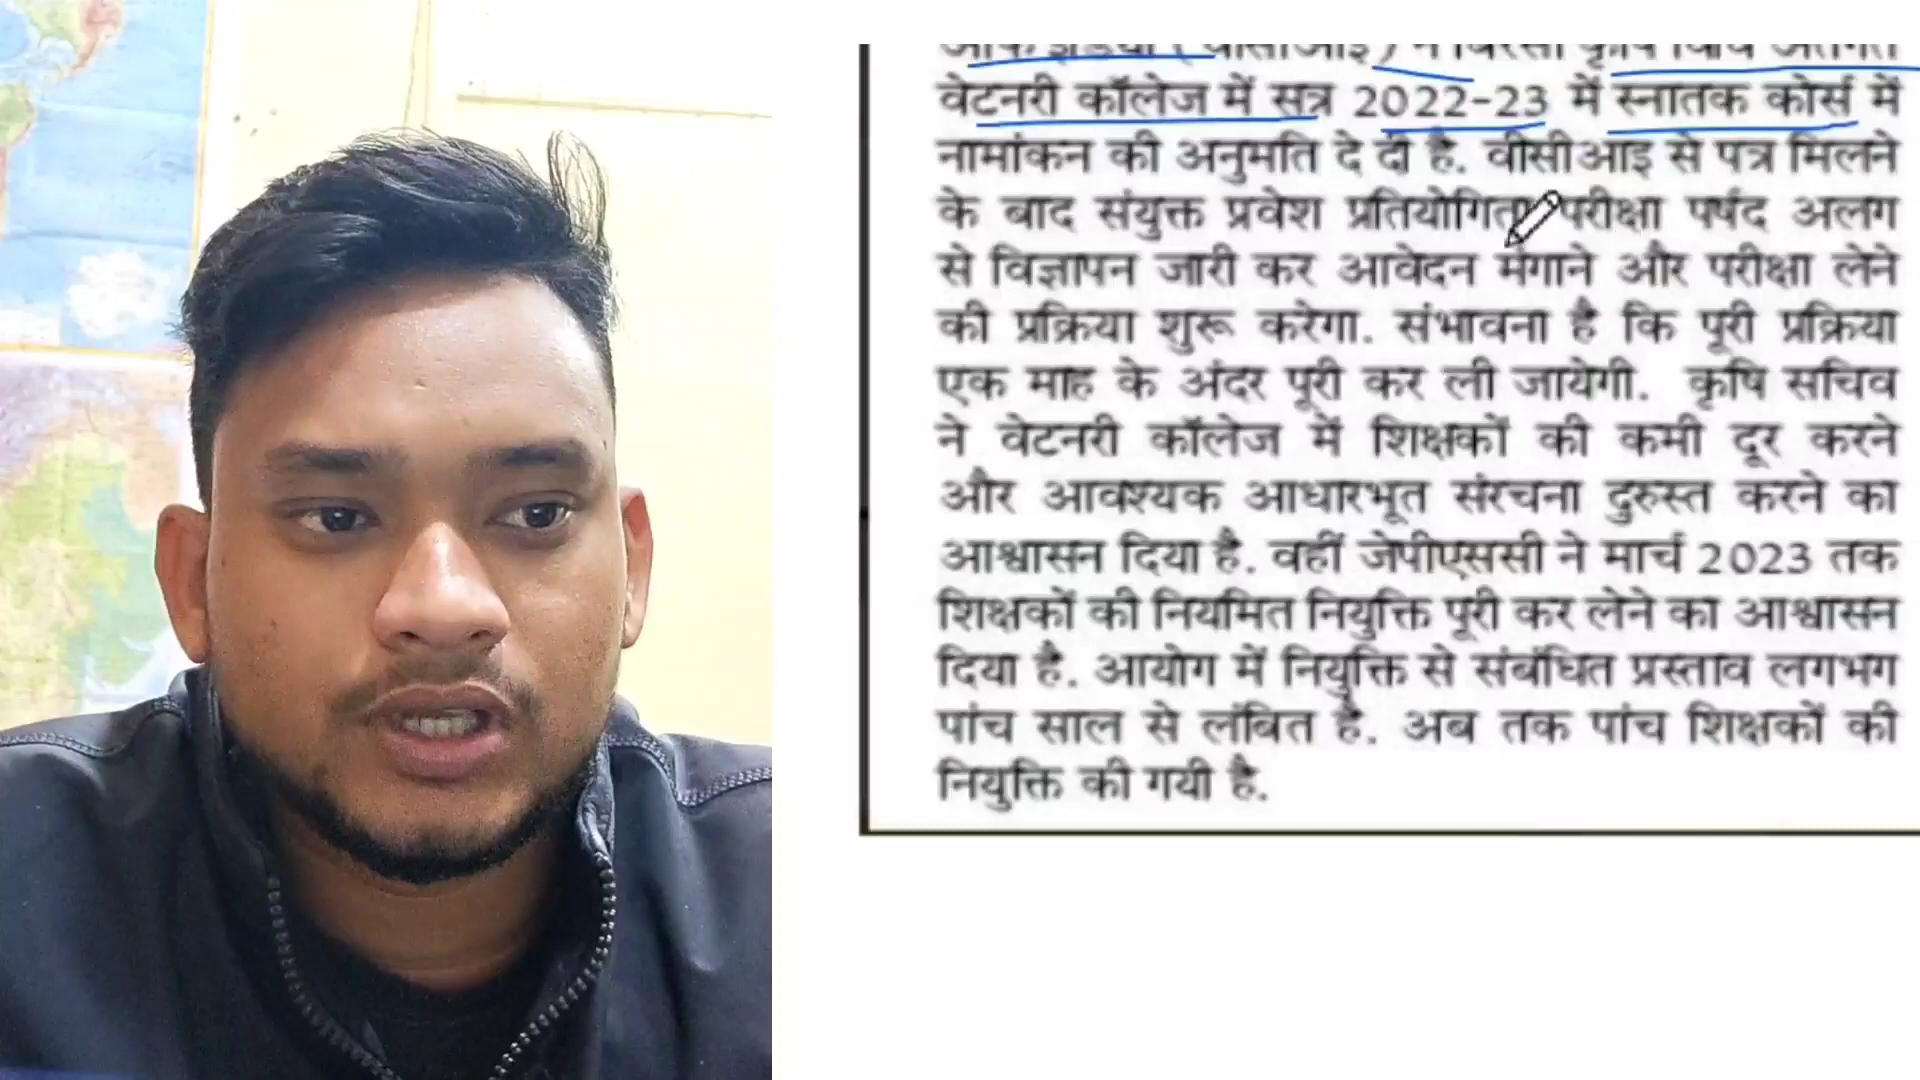 वेटनरी कॉलेज में सत्र 2022-23 में स्नातक कोर्स में
नामांकन की अनुमति दे दी है. वीसीआइ से पत्र मिलने
के बाद संयुक्त प्रवेश प्रतियोगिता परीक्षा पर्षद अलग
से विज्ञापन जारी कर आवेदन मंगाने और परीक्षा लेने
की प्रक्रिया शुरू करेगा. संभावना है कि पूरी प्रक्रिया
एक माह के अंदर पूरी कर ली जायेगी. कृषि सचिव
ने वेटनरी कॉलेज में शिक्षकों की कमी दूर करने
और आवश्यक आधारभूत संरचना दुरुस्त करने का
आश्वासन दिया है. वहीं जेपीएससी ने मार्च 2023 तक
शिक्षकों की नियमित नियुक्ति पूरी कर लेने का आश्वासन
दिया है. आयोग में नियुक्ति से संबंधित प्रस्ताव लगभग
पांच साल से लंबित है. अब तक पांच शिक्षकों की
नियुक्ति की गयी है.